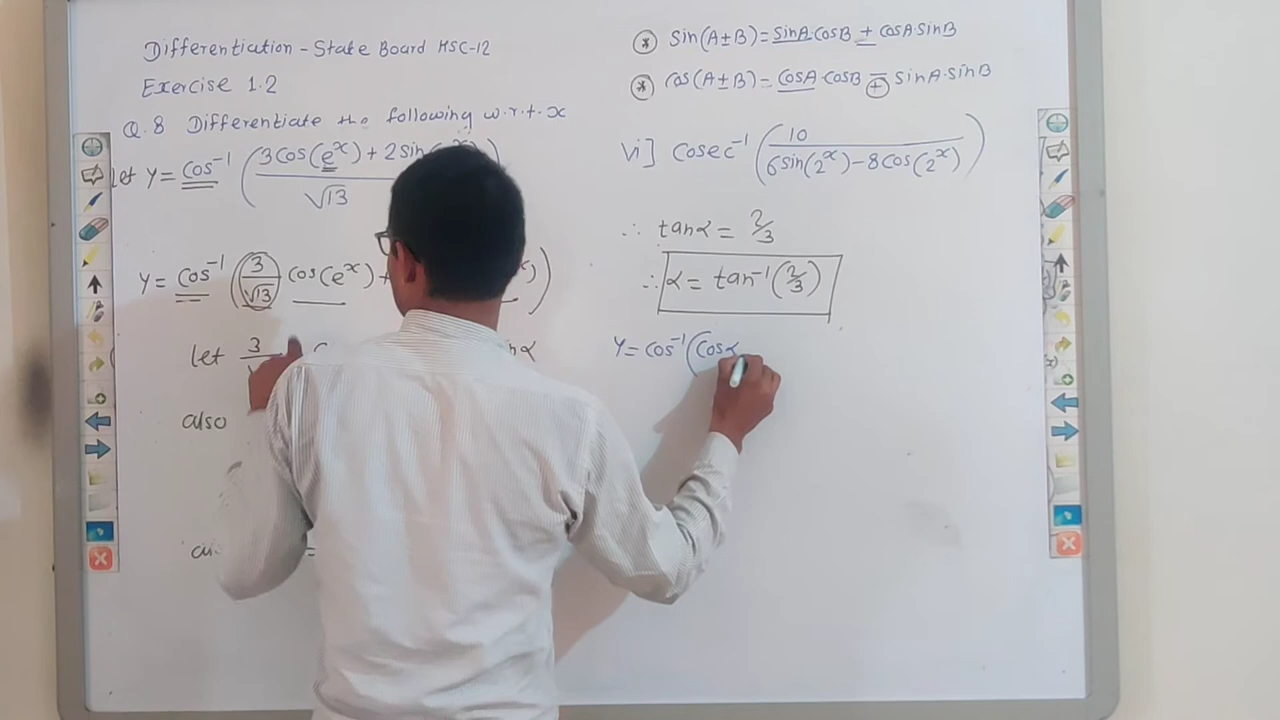 Differentiation - State Board HSC-12
Exercise 1.2
Q.8 Differentiate the following w.r.t. x
Let y = cos⁻¹ (3cos(eˣ) + 2sin(eˣ) / √13)
y = cos⁻¹ (3/√13 cos(eˣ) +
let 3
also
⊛ sin(A±B) = sinA·cosB ± cosA·sinB
⊛ cos(A±B) = cosA·cosB ∓ sinA·sinB
vi] cosec⁻¹ (10 / 6sin(2ˣ) - 8cos(2ˣ))
∴ tanα = 2/3
∴ α = tan⁻¹(2/3)
y = cos⁻¹(cosα